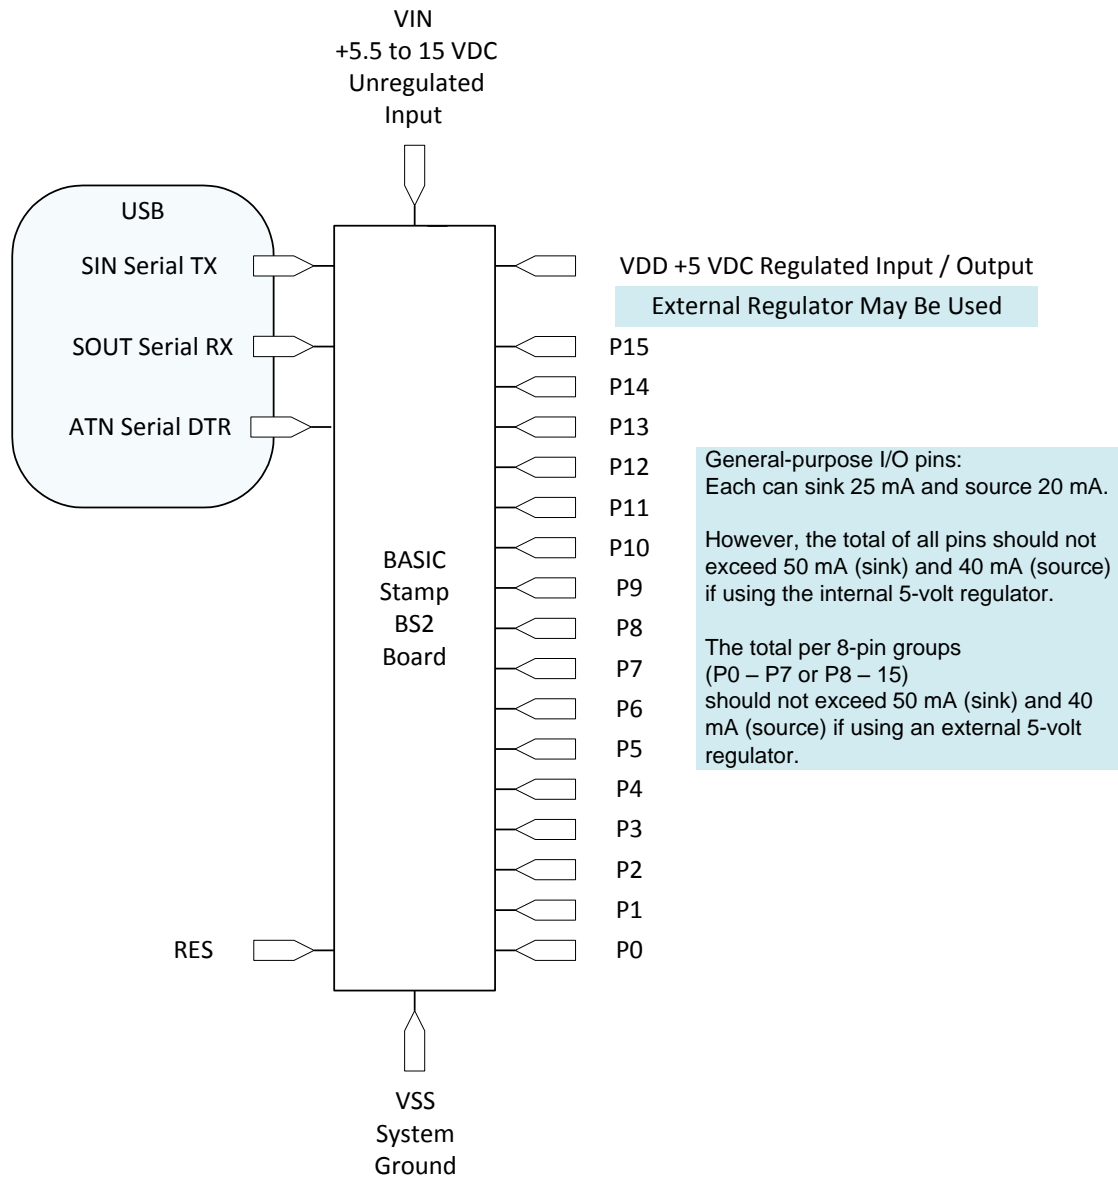 VIN
+5.5 to 15 VDC
Unregulated
Input
USB
SIN Serial TX
SOUT Serial RX
ATN Serial DTR
RES
BASIC
Stamp
BS2
Board
VDD +5 VDC Regulated Input / Output
External Regulator May Be Used
P15
P14
P13
P12
P11
P10
P9
P8
P7
P6
P5
P4
P3
P2
P1
P0
General-purpose I/O pins:
Each can sink 25 mA and source 20 mA.
However, the total of all pins should not
exceed 50 mA (sink) and 40 mA (source)
if using the internal 5-volt regulator.
The total per 8-pin groups
(P0 – P7 or P8 – 15)
should not exceed 50 mA (sink) and 40
mA (source) if using an external 5-volt
regulator.
VSS
System
Ground